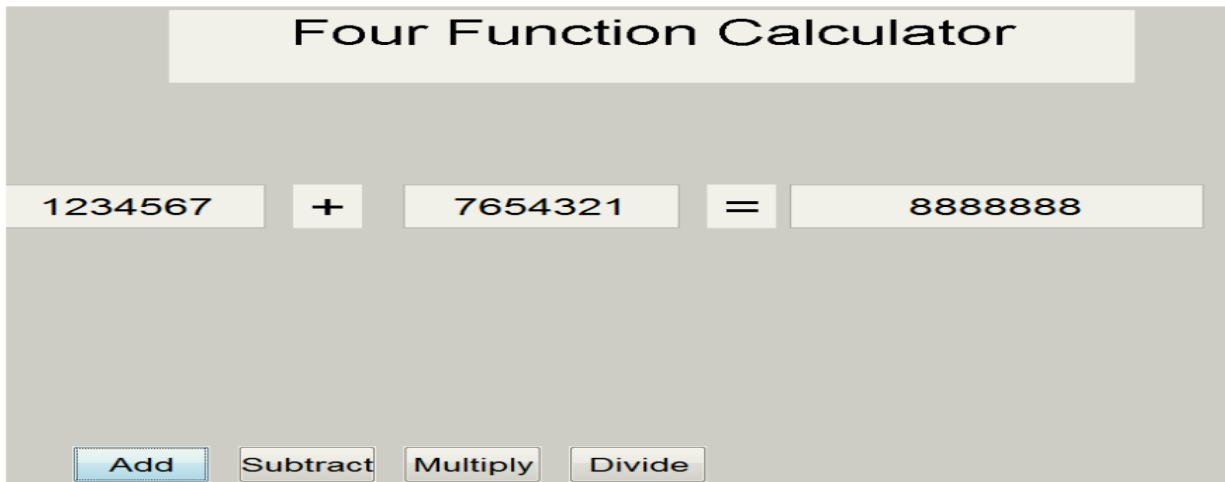 Four Function Calculator
1234567 + 7654321 = 8888888
Add Subtract Multiply Divide